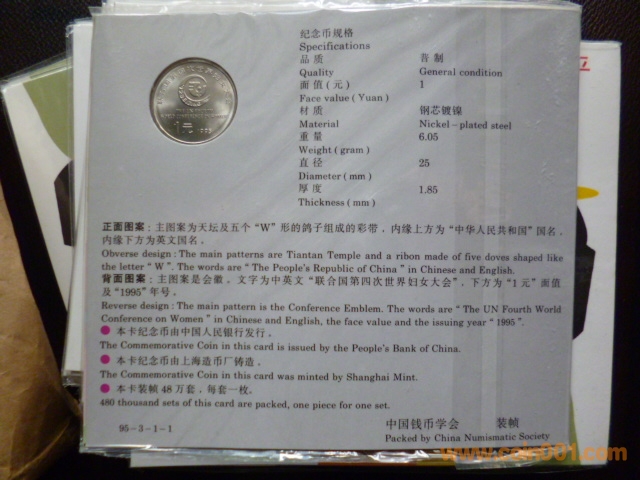 纪念币规格
Specifications
品质 普制
Quality General condition
面值(元) 1
Face value (Yuan)
材质 钢芯镀镍
Material Nickel-plated steel
重量 6.05
Weight (gram)
直径 25
Diameter (mm)
厚度 1.85
Thickness (mm)
1元 1995
正面图案:主图案为天坛及五个“W”形的鸽子组成的彩带,内缘上方为“中华人民共和国”国名,
内缘下方为英文国名。
Obverse design: The main patterns are Tiantan Temple and a ribon made of five doves shaped like
the letter “W”. The words are “The People's Republic of China” in Chinese and English.
背面图案:主图案是会徽。文字为中英文“联合国第四次世界妇女大会”,下方为“1元”面值
及“1995”年号。
Reverse design: The main pattern is the Conference Emblem. The words are “The UN Fourth World
Conference on Women” in Chinese and English, the face value and the issuing year “1995”.
● 本卡纪念币由中国人民银行发行。
The Commemorative Coin in this card is issued by the People's Bank of China.
● 本卡纪念币由上海造币厂铸造。
The Commemorative Coin in this card was minted by Shanghai Mint.
● 本卡装帧48万套,每套一枚。
480 thousand sets of this card are packed, one piece for one set.
95-3-1-1
中国钱币学会 装帧
Packed by China Numismatic Society
www.coin001.com